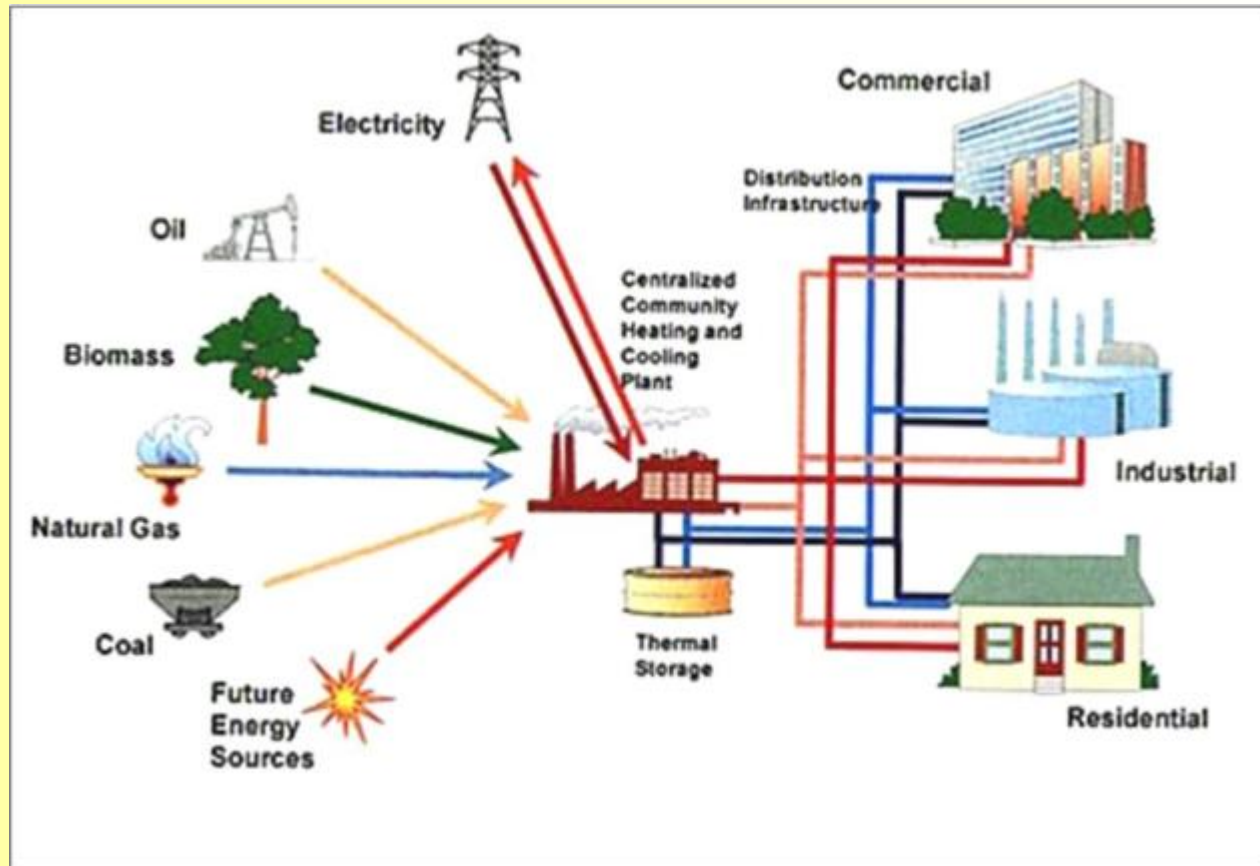 Electricity
Commercial
Distribution
Infrastructure
Oil
Centralized
Community
Heating and
Cooling
Plant
Biomass
Natural Gas
Industrial
Coal
Thermal
Storage
Future
Energy
Sources
Residential